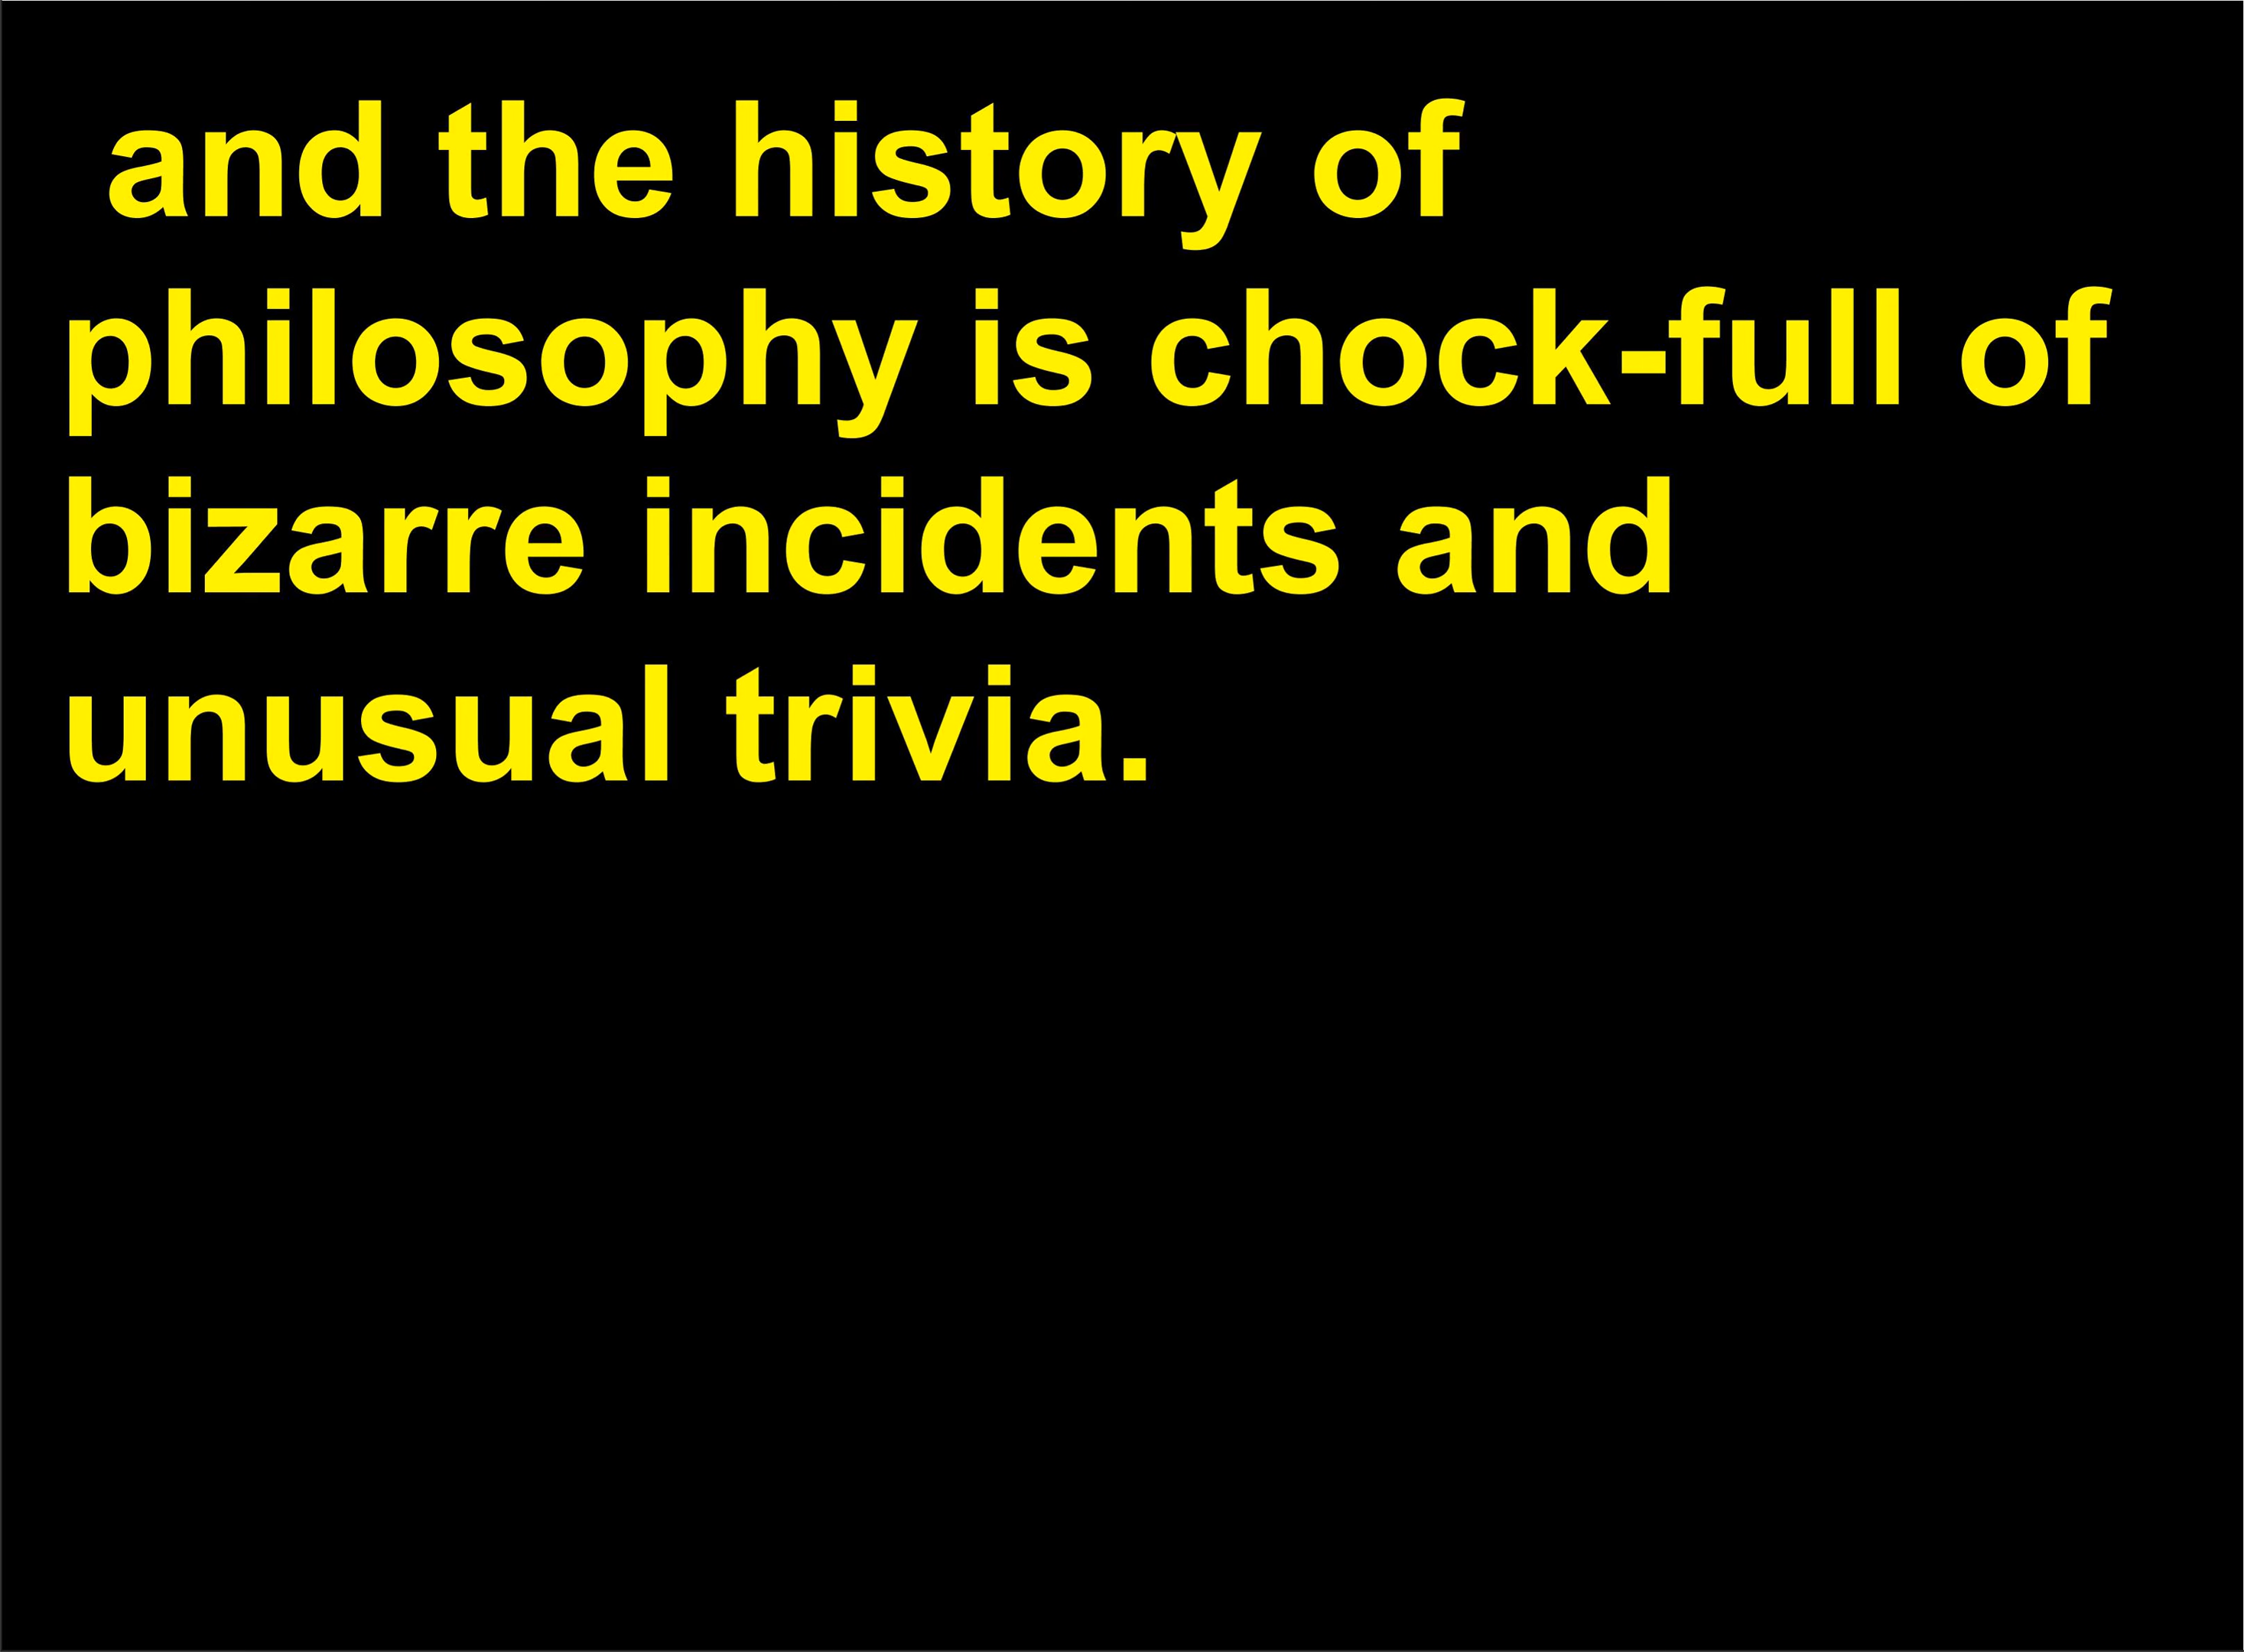 and the history of
philosophy is chock-full of
bizarre incidents and
unusual trivia.